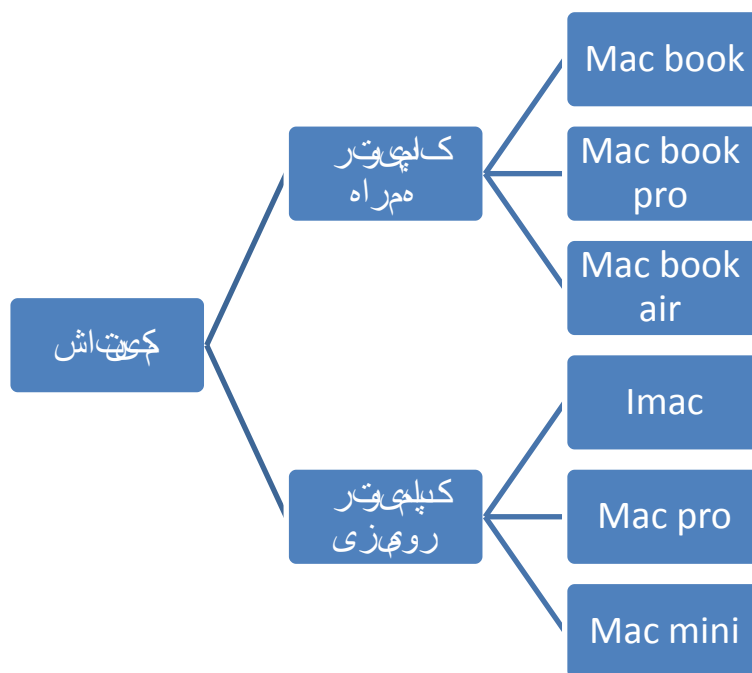 مکینتاش
کامپیوتر
همراه
Mac book
Mac book
pro
Mac book
air
کامپیوتر
رومیزی
Imac
Mac pro
Mac mini